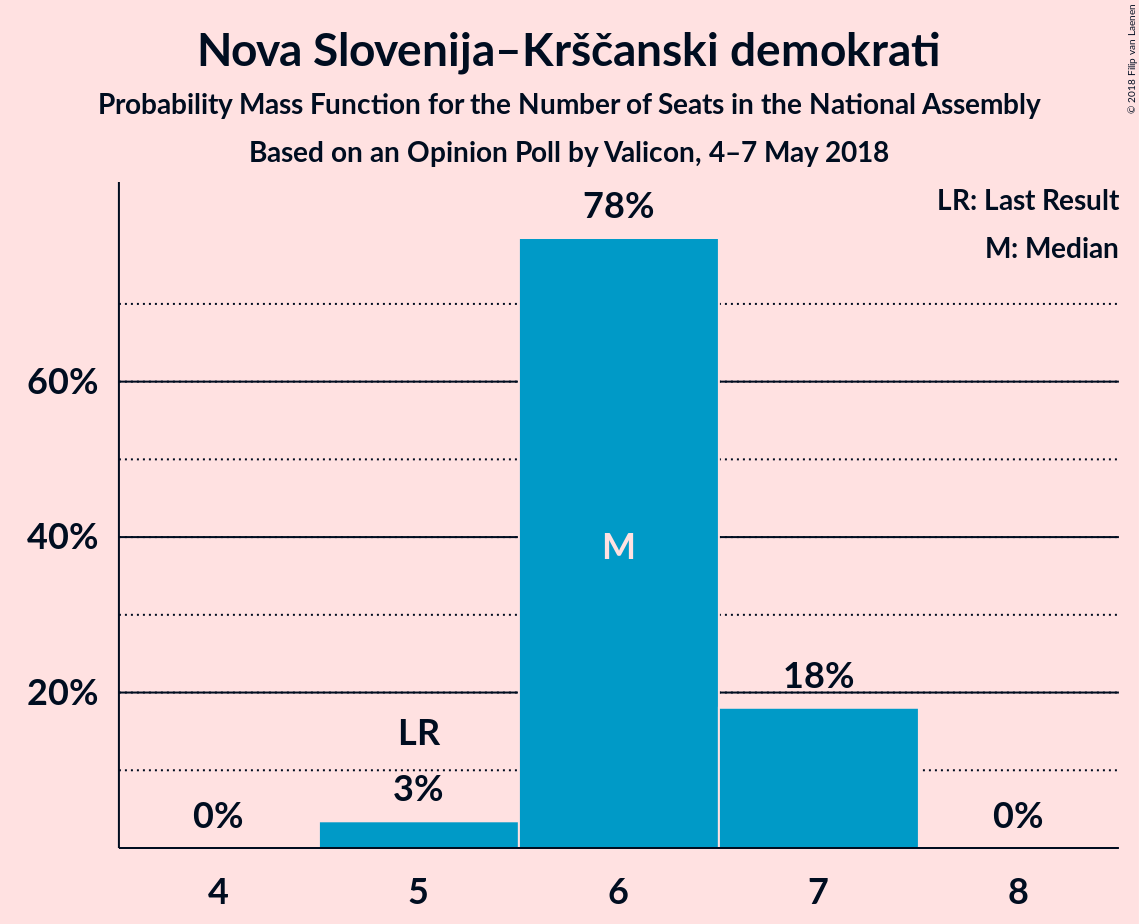 Nova Slovenija–Krščanski demokrati
Probability Mass Function for the Number of Seats in the National Assembly
Based on an Opinion Poll by Valicon, 4–7 May 2018
© 2018 Filip van Laenen
LR: Last Result
M: Median
78%
60%
40%
M
20%
18%
LR
3%
0%
0%
4
5
6
7
8